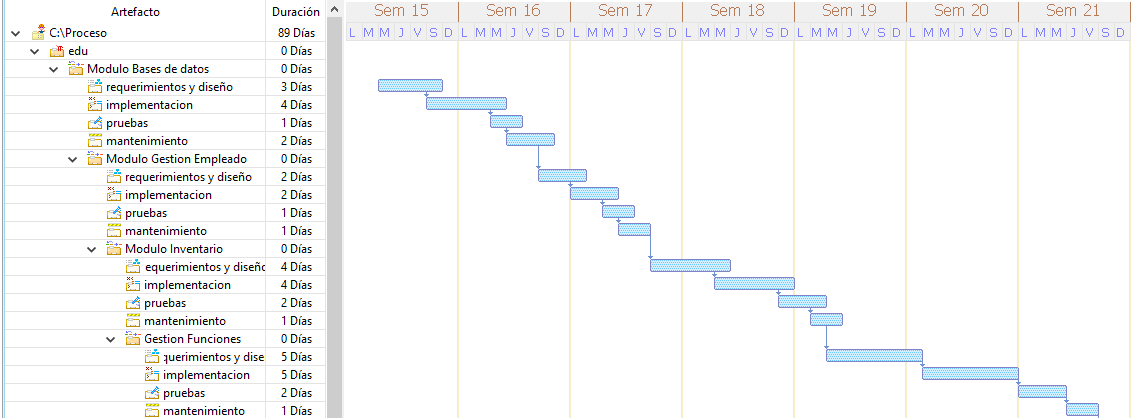 Artefacto Duración Sem 15 Sem 16 Sem 17 Sem 18 Sem 19 Sem 20 Sem 21
C:\Proceso 89 Días L M M J V S D L M M J V S D L M M J V S D L M M J V S D L M M J V S D L M M J V S D L M M J V S D
edu 0 Días
Modulo Bases de datos 0 Días
requerimientos y diseño 3 Días
implementacion 4 Días
pruebas 1 Días
mantenimiento 2 Días
Modulo Gestion Empleado 0 Días
requerimientos y diseño 2 Días
implementacion 2 Días
pruebas 1 Días
mantenimiento 1 Días
Modulo Inventario 0 Días
equerimientos y diseño 4 Días
implementacion 4 Días
pruebas 2 Días
mantenimiento 1 Días
Gestion Funciones 0 Días
querimientos y dise 5 Días
implementacion 5 Días
pruebas 2 Días
mantenimiento 1 Días